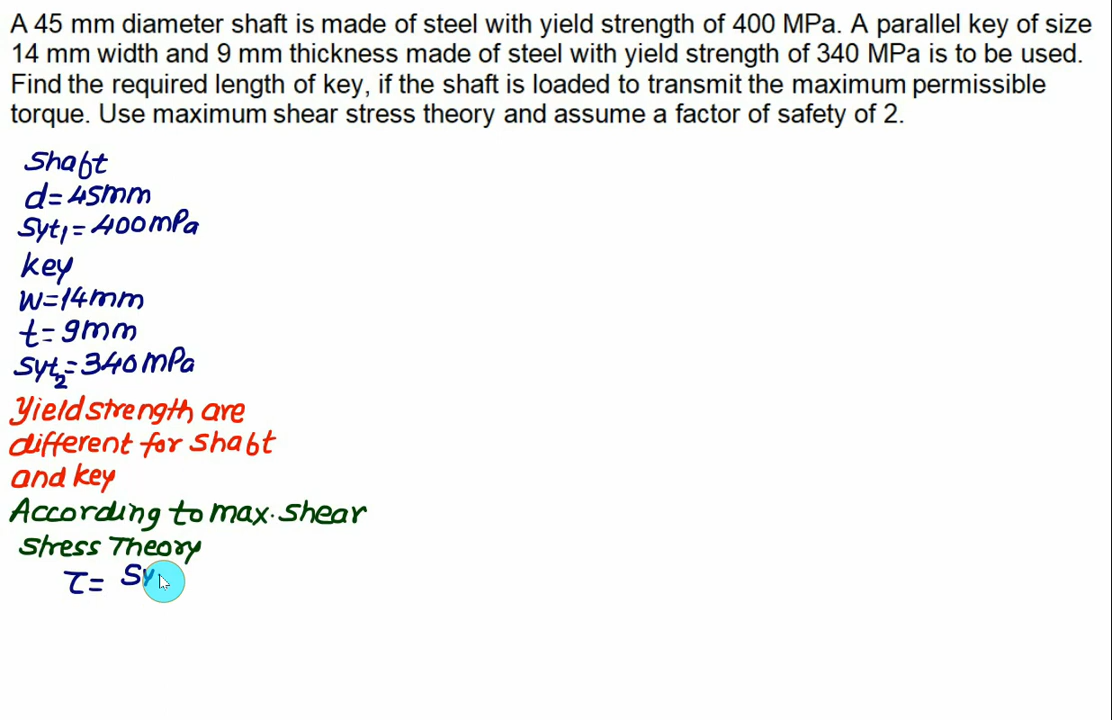 A 45 mm diameter shaft is made of steel with yield strength of 400 MPa. A parallel key of size
14 mm width and 9 mm thickness made of steel with yield strength of 340 MPa is to be used.
Find the required length of key, if the shaft is loaded to transmit the maximum permissible
torque. Use maximum shear stress theory and assume a factor of safety of 2.
Shaft
d=45mm
Syt1=400mPa
key
W=14mm
t=9mm
Syt2=340mPa
Yield strength are
different for shaft
and key
According to max. shear
stress Theory
τ= Sy